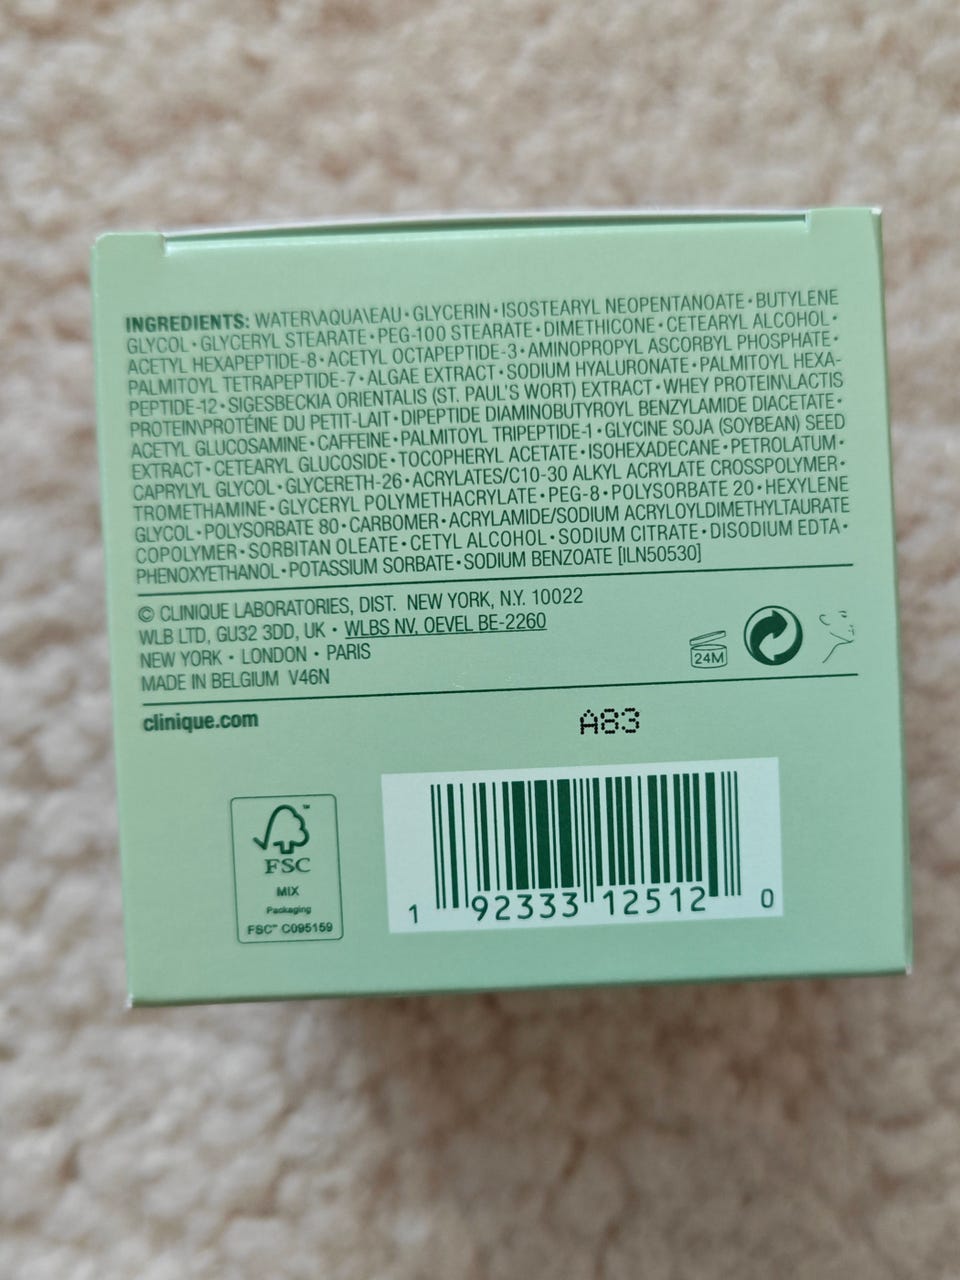 INGREDIENTS: WATER\AQUA\EAU • GLYCERIN • ISOSTEARYL NEOPENTANOATE • BUTYLENE
GLYCOL • GLYCERYL STEARATE • PEG-100 STEARATE • DIMETHICONE • CETEARYL ALCOHOL •
ACETYL HEXAPEPTIDE-8 • ACETYL OCTAPEPTIDE-3 • AMINOPROPYL ASCORBYL PHOSPHATE •
PALMITOYL TETRAPEPTIDE-7 • ALGAE EXTRACT • SODIUM HYALURONATE • PALMITOYL HEXA-
PEPTIDE-12 • SIGESBECKIA ORIENTALIS (ST. PAUL'S WORT) EXTRACT • WHEY PROTEIN\LACTIS
PROTEIN\PROTÉINE DU PETIT-LAIT • DIPEPTIDE DIAMINOBUTYROYL BENZYLAMIDE DIACETATE •
ACETYL GLUCOSAMINE • CAFFEINE • PALMITOYL TRIPEPTIDE-1 • GLYCINE SOJA (SOYBEAN) SEED
EXTRACT • CETEARYL GLUCOSIDE • TOCOPHERYL ACETATE • ISOHEXADECANE • PETROLATUM •
CAPRYLYL GLYCOL • GLYCERETH-26 • ACRYLATES/C10-30 ALKYL ACRYLATE CROSSPOLYMER •
TROMETHAMINE • GLYCERYL POLYMETHACRYLATE • PEG-8 • POLYSORBATE 20 • HEXYLENE
GLYCOL • POLYSORBATE 80 • CARBOMER • ACRYLAMIDE/SODIUM ACRYLOYLDIMETHYLTAURATE
COPOLYMER • SORBITAN OLEATE • CETYL ALCOHOL • SODIUM CITRATE • DISODIUM EDTA •
PHENOXYETHANOL • POTASSIUM SORBATE • SODIUM BENZOATE [ILN50530]
© CLINIQUE LABORATORIES, DIST. NEW YORK, N.Y. 10022
WLB LTD, GU32 3DD, UK • WLBS NV, OEVEL BE-2260
NEW YORK • LONDON • PARIS
MADE IN BELGIUM V46N
24M
clinique.com
A83
FSC
MIX
Packaging
FSC™ C095159
1 92333 12512 0